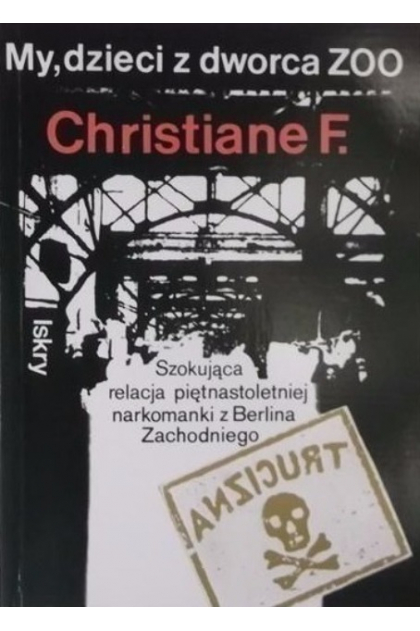 My, dzieci z dworca ZOO
Christiane F.
Iskry
Szokująca
relacja piętnastoletniej
narkomanki z Berlina
Zachodniego
TRUCIZNA